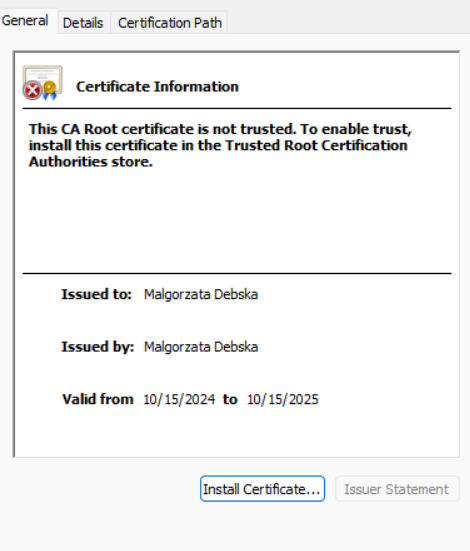 General Details Certification Path
Certificate Information
This CA Root certificate is not trusted. To enable trust,
install this certificate in the Trusted Root Certification
Authorities store.
Issued to: Malgorzata Debska
Issued by: Malgorzata Debska
Valid from 10/15/2024 to 10/15/2025
Install Certificate... Issuer Statement